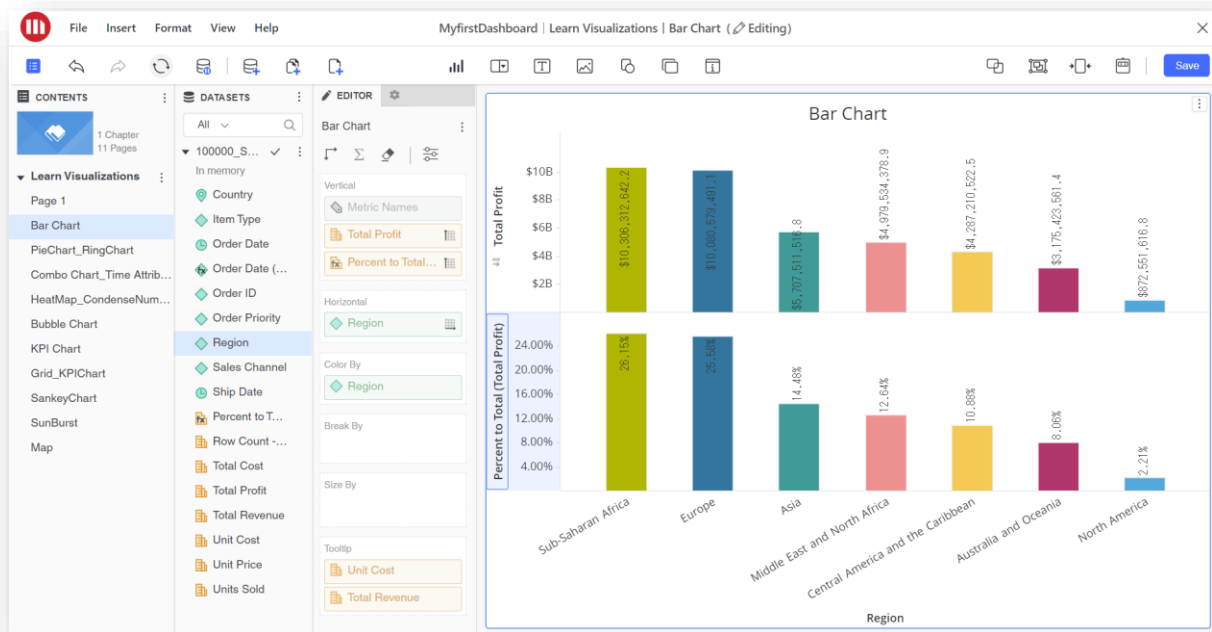 File Insert Format View Help
MyfirstDashboard | Learn Visualizations | Bar Chart ( Editing)
Save
CONTENTS
1 Chapter
11 Pages
Learn Visualizations
Page 1
Bar Chart
PieChart_RingChart
Combo Chart_Time Attrib...
HeatMap_CondenseNum...
Bubble Chart
KPI Chart
Grid_KPIChart
SankeyChart
SunBurst
Map
DATASETS
All
100000_S...
In memory
Country
Item Type
Order Date
Order Date (...
Order ID
Order Priority
Region
Sales Channel
Ship Date
Percent to T...
Row Count -...
Total Cost
Total Profit
Total Revenue
Unit Cost
Unit Price
Units Sold
EDITOR
Bar Chart
Vertical
Metric Names
Total Profit
Percent to Total...
Horizontal
Region
Color By
Region
Break By
Size By
Tooltip
Unit Cost
Total Revenue
Bar Chart
Total Profit
$10B
$8B
$6B
$4B
$2B
$10,306,312,642.2
$10,080,579,491.1
$5,707,511,516.8
$4,979,534,378.9
$4,287,210,522.5
$3,175,423,561.4
$872,551,616.8
Percent to Total (Total Profit)
24.00%
20.00%
16.00%
12.00%
8.00%
4.00%
26.15%
25.58%
14.48%
12.64%
10.88%
8.06%
2.21%
Sub-Saharan Africa
Europe
Asia
Middle East and North Africa
Central America and the Caribbean
Australia and Oceania
North America
Region